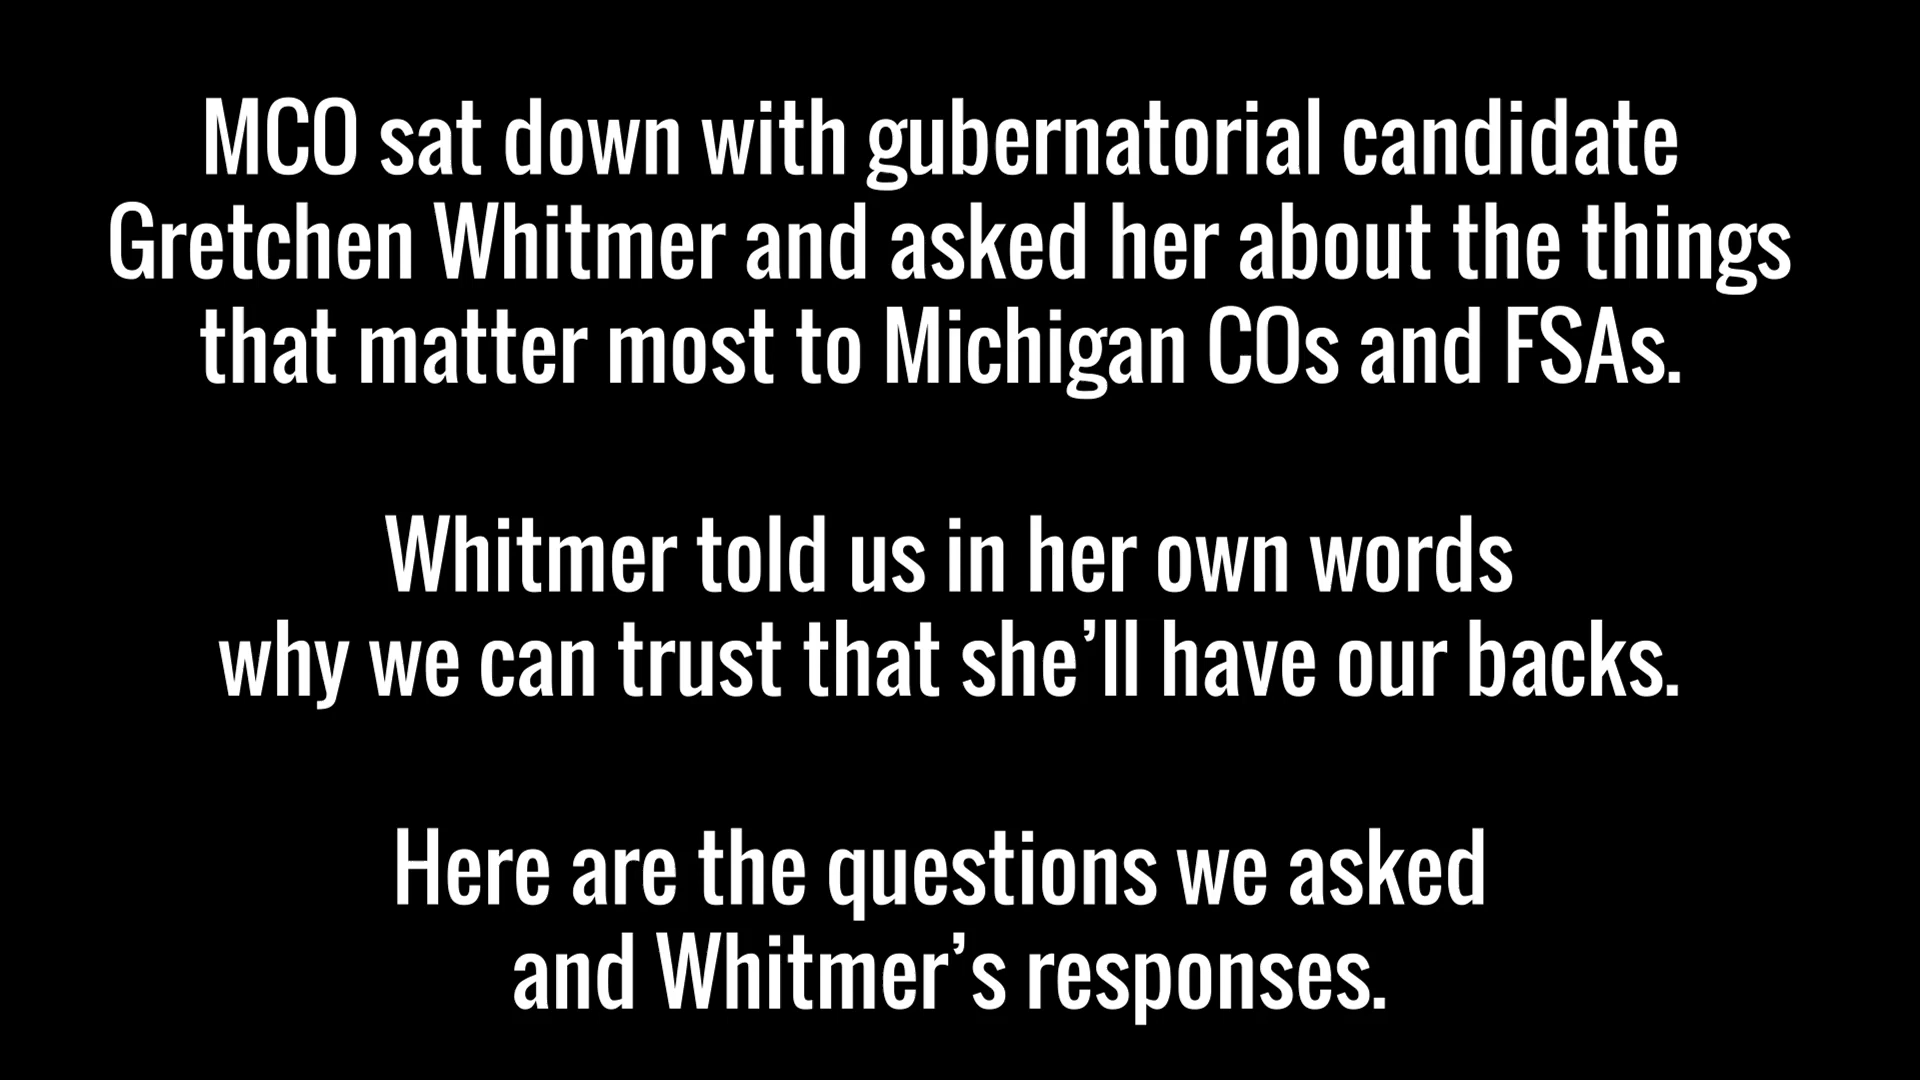 MCO sat down with gubernatorial candidate
Gretchen Whitmer and asked her about the things
that matter most to Michigan COs and FSAs.
Whitmer told us in her own words
why we can trust that she’ll have our backs.
Here are the questions we asked
and Whitmer’s responses.